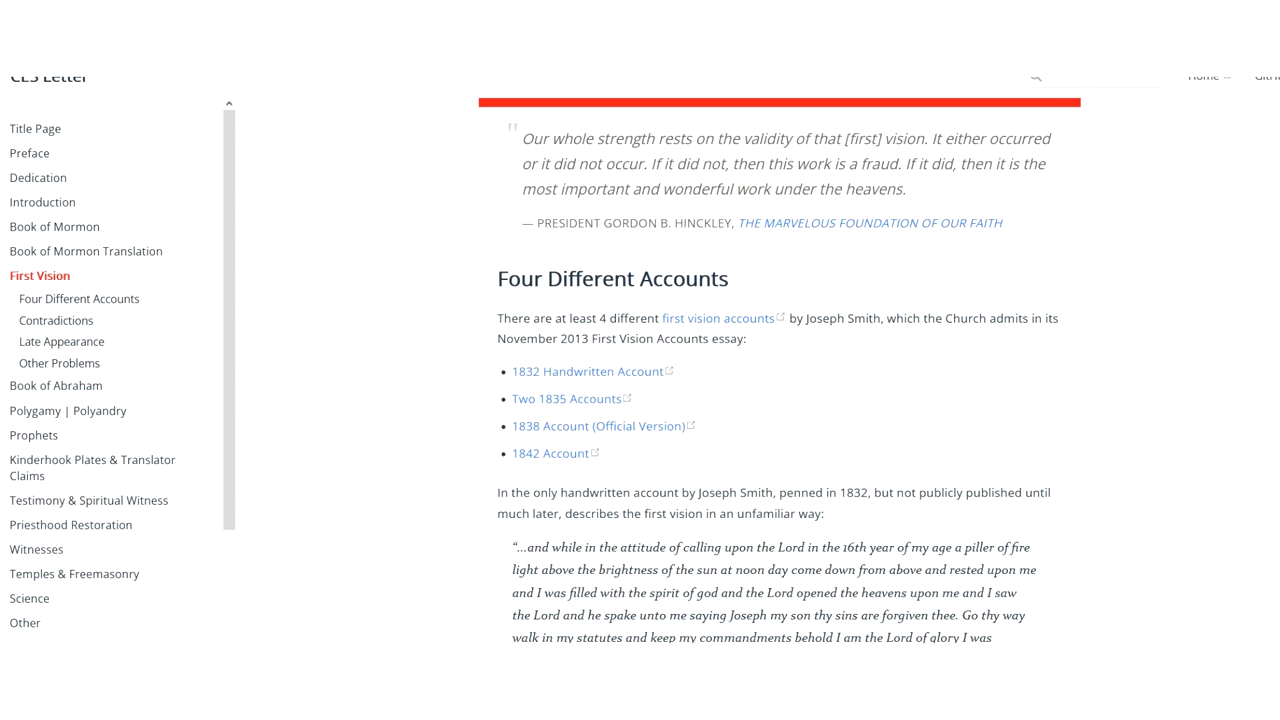 CES Letter
Home
Title Page
Preface
Dedication
Introduction
Book of Mormon
Book of Mormon Translation
First Vision
Four Different Accounts
Contradictions
Late Appearance
Other Problems
Book of Abraham
Polygamy | Polyandry
Prophets
Kinderhook Plates & Translator
Claims
Testimony & Spiritual Witness
Priesthood Restoration
Witnesses
Temples & Freemasonry
Science
Other
" Our whole strength rests on the validity of that [first] vision. It either occurred
or it did not occur. If it did not, then this work is a fraud. If it did, then it is the
most important and wonderful work under the heavens.
— PRESIDENT GORDON B. HINCKLEY, THE MARVELOUS FOUNDATION OF OUR FAITH
Four Different Accounts
There are at least 4 different first vision accounts by Joseph Smith, which the Church admits in its
November 2013 First Vision Accounts essay:
• 1832 Handwritten Account
• Two 1835 Accounts
• 1838 Account (Official Version)
• 1842 Account
In the only handwritten account by Joseph Smith, penned in 1832, but not publicly published until
much later, describes the first vision in an unfamiliar way:
“...and while in the attitude of calling upon the Lord in the 16th year of my age a piller of fire
light above the brightness of the sun at noon day come down from above and rested upon me
and I was filled with the spirit of god and the Lord opened the heavens upon me and I saw
the Lord and he spake unto me saying Joseph my son thy sins are forgiven thee. Go thy way
walk in my statutes and keep my commandments behold I am the Lord of glory I was